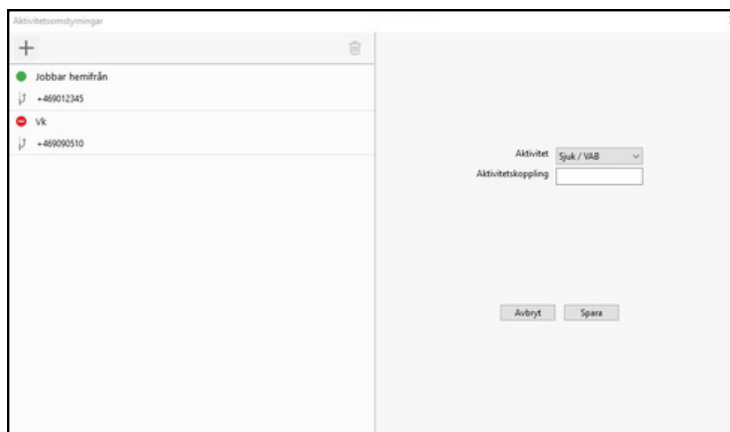 Aktivitetsomstyrningar
Jobbar hemifrån
+469012345
Vk
+469090510
Aktivitet Sjuk / VAB
Aktivitetskoppling
Avbryt Spara